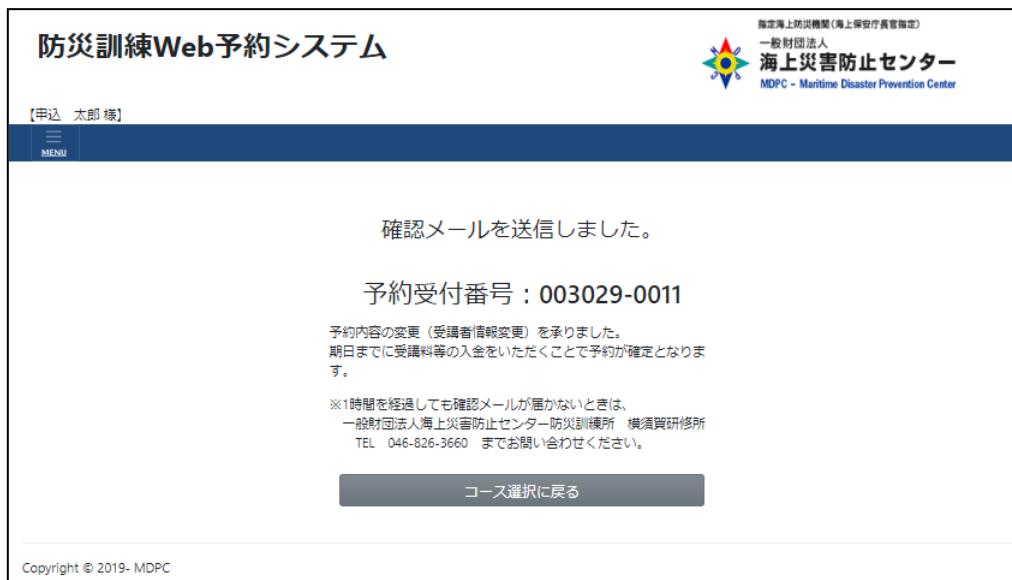 防災訓練Web予約システム
指定海上防災機関(海上保安庁長官指定)
一般財団法人
海上災害防止センター
MDPC - Maritime Disaster Prevention Center
【申込　太郎 様】
MENU
確認メールを送信しました。
予約受付番号：003029-0011
予約内容の変更（受講者情報変更）を承りました。
期日までに受講料等の入金をいただくことで予約が確定となりま
す。
※1時間を経過しても確認メールが届かないときは、
一般財団法人海上災害防止センター防災訓練所　横須賀研修所
TEL　046-826-3660　までお問い合わせください。
コース選択に戻る
Copyright © 2019- MDPC